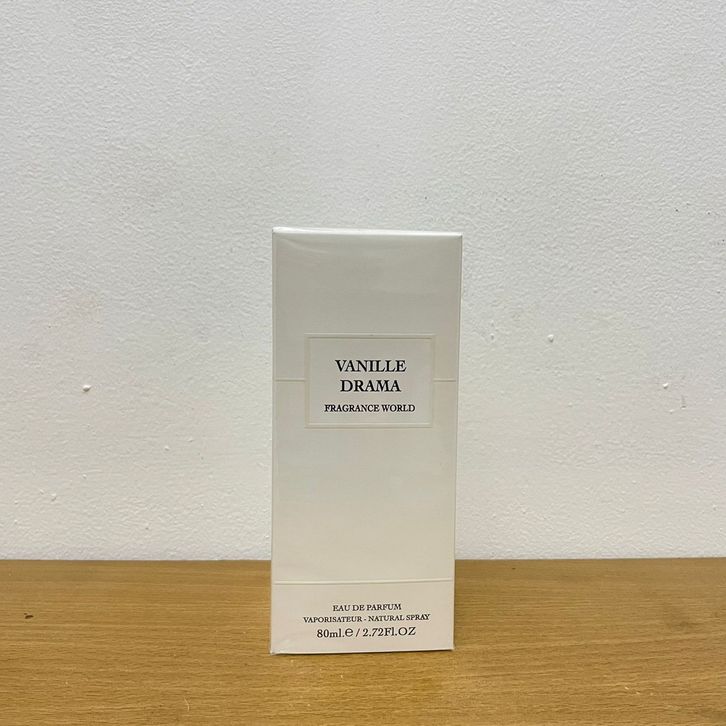 VANILLE
DRAMA
FRAGRANCE WORLD
EAU DE PARFUM
VAPORISATEUR - NATURAL SPRAY
80ml.℮ / 2.72Fl.OZ